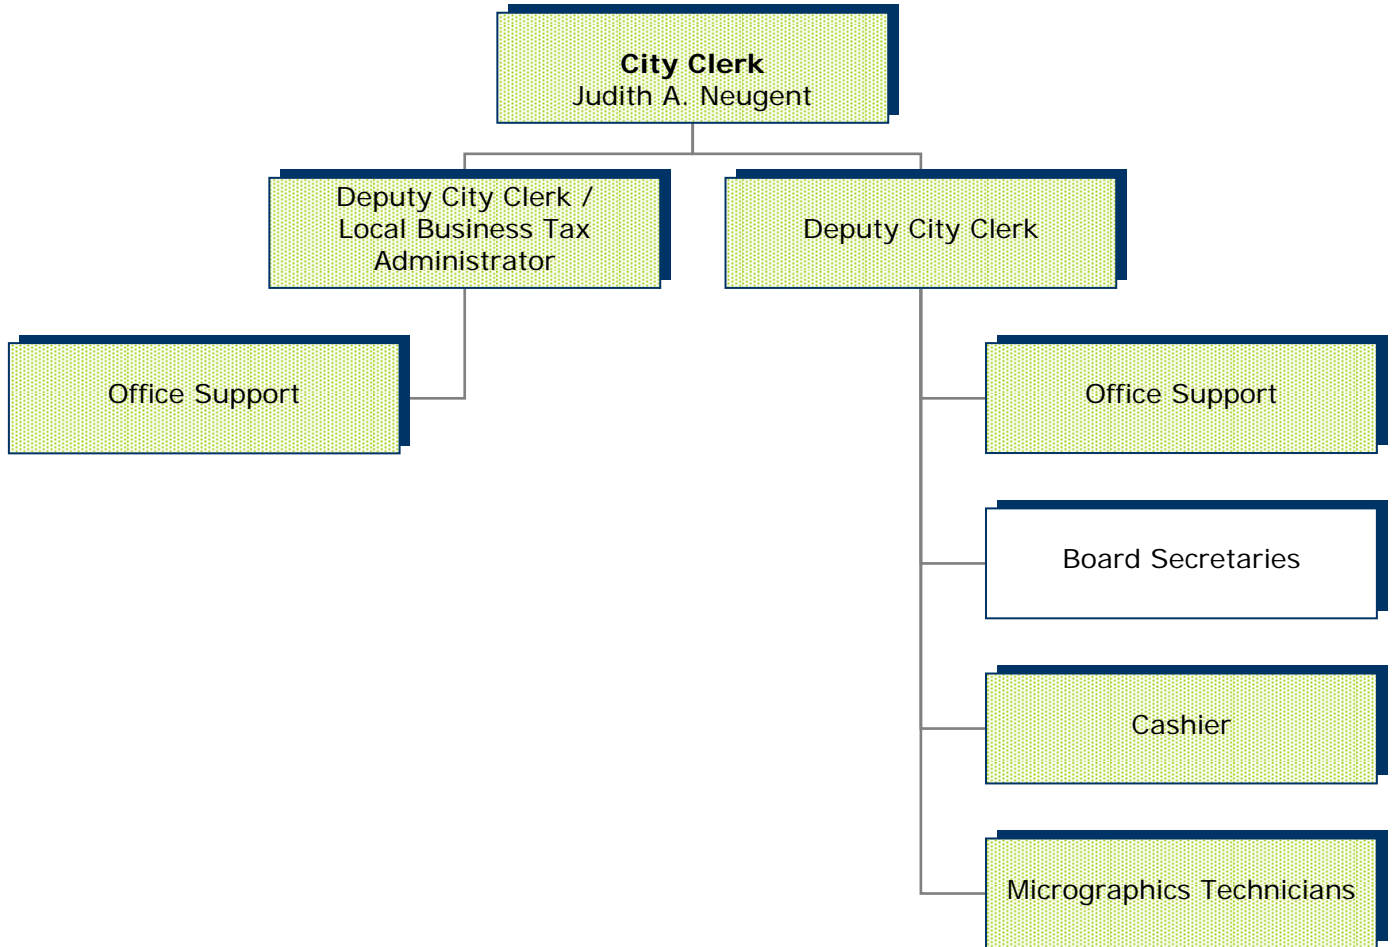 City Clerk
Judith A. Neugent
Deputy City Clerk /
Local Business Tax
Administrator
Deputy City Clerk
Office Support
Office Support
Board Secretaries
Cashier
Micrographics Technicians